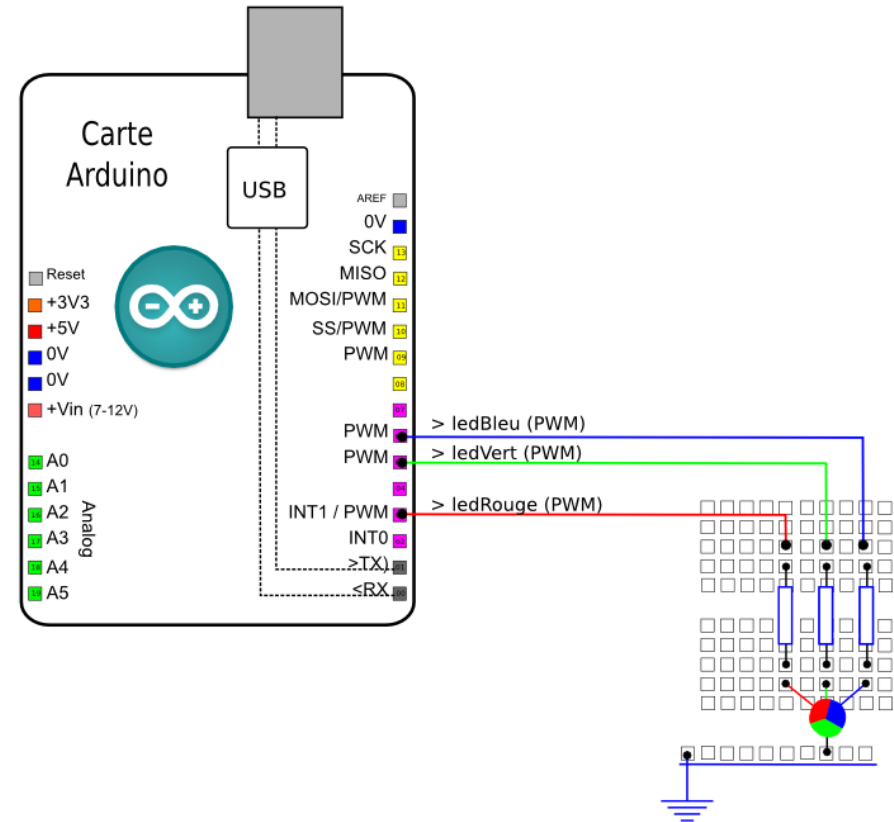 Carte
Arduino
USB
AREF
0V
SCK 13
MISO 12
MOSI/PWM 11
SS/PWM 10
PWM 09
08
07
PWM
PWM
04
INT1 / PWM
INT0 02
>TX) 01
<RX 00
Reset
+3V3
+5V
0V
0V
+Vin (7-12V)
14 A0
15 A1
16 A2
17 A3
18 A4
19 A5
Analog
> ledBleu (PWM)
> ledVert (PWM)
> ledRouge (PWM)